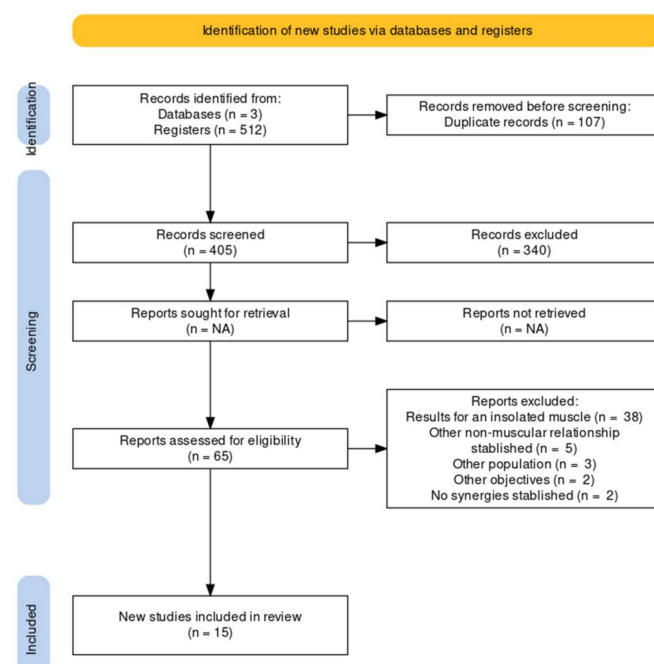 Identification of new studies via databases and registers
Identification
Records identified from:
Databases (n = 3)
Registers (n = 512)
Records removed before screening:
Duplicate records (n = 107)
Screening
Records screened
(n = 405)
Records excluded
(n = 340)
Reports sought for retrieval
(n = NA)
Reports not retrieved
(n = NA)
Reports assessed for eligibility
(n = 65)
Reports excluded:
Results for an insolated muscle (n = 38)
Other non-muscular relationship
stablished (n = 5)
Other population (n = 3)
Other objectives (n = 2)
No synergies stablished (n = 2)
Included
New studies included in review
(n = 15)